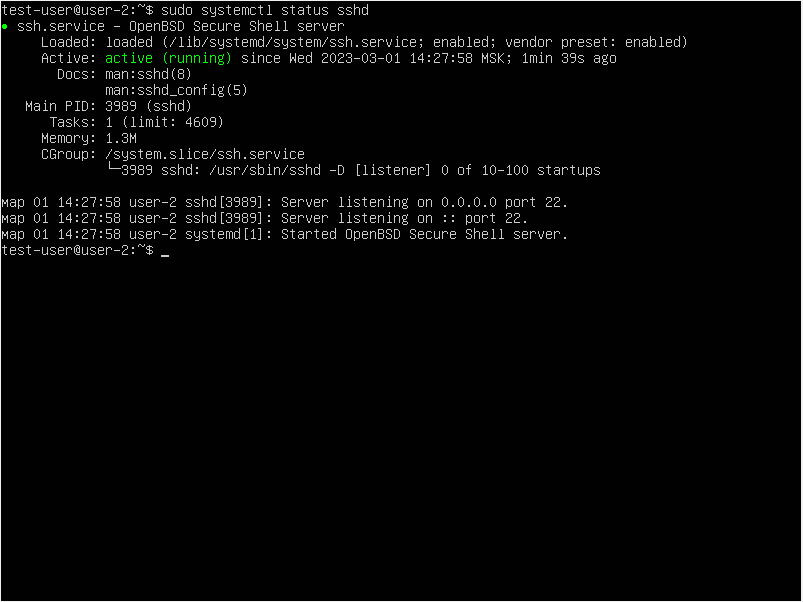 test-user@user-2:~$ sudo systemctl status sshd
● ssh.service - OpenBSD Secure Shell server
     Loaded: loaded (/lib/systemd/system/ssh.service; enabled; vendor preset: enabled)
     Active: active (running) since Wed 2023-03-01 14:27:58 MSK; 1min 39s ago
       Docs: man:sshd(8)
             man:sshd_config(5)
   Main PID: 3989 (sshd)
      Tasks: 1 (limit: 4609)
     Memory: 1.3M
     CGroup: /system.slice/ssh.service
             └─3989 sshd: /usr/sbin/sshd -D [listener] 0 of 10-100 startups
мар 01 14:27:58 user-2 sshd[3989]: Server listening on 0.0.0.0 port 22.
мар 01 14:27:58 user-2 sshd[3989]: Server listening on :: port 22.
мар 01 14:27:58 user-2 systemd[1]: Started OpenBSD Secure Shell server.
test-user@user-2:~$ _